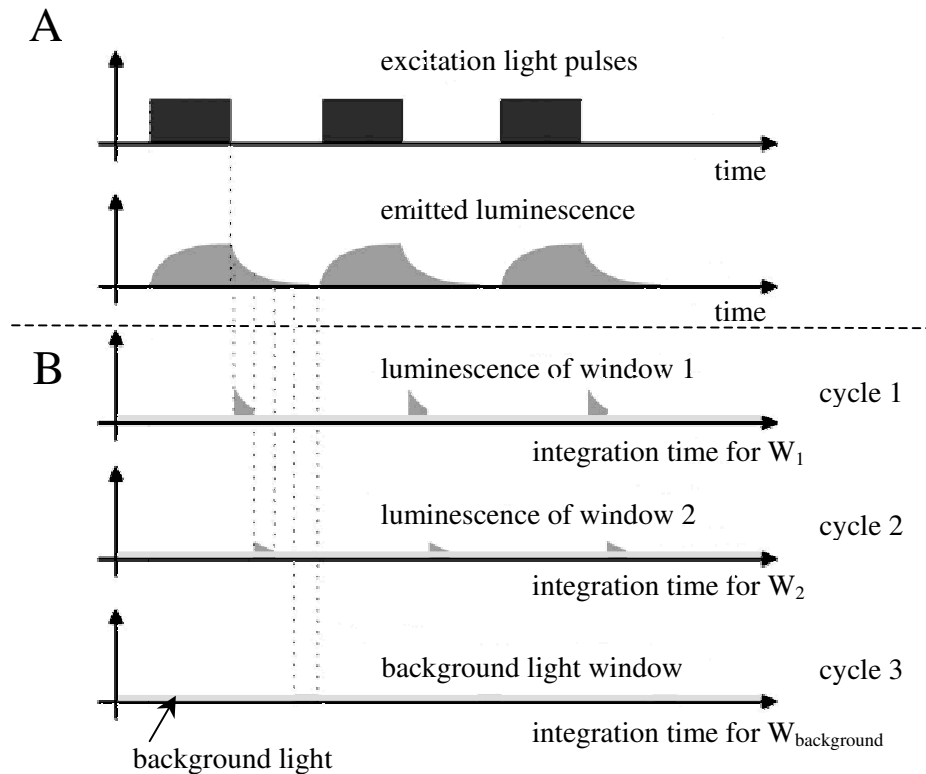 A
excitation light pulses
time
emitted luminescence
time
B
luminescence of window 1
cycle 1
integration time for W1
luminescence of window 2
cycle 2
integration time for W2
background light window
cycle 3
integration time for Wbackground
background light